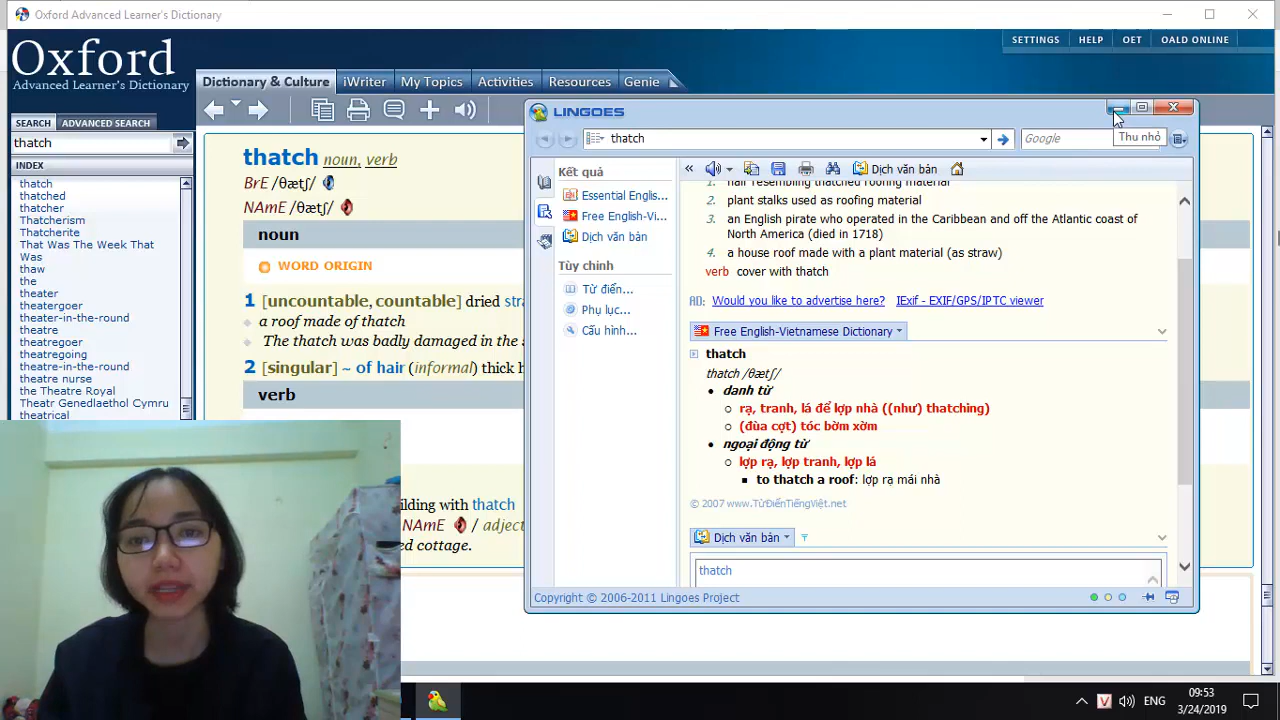 Oxford Advanced Learner's Dictionary
Oxford
Advanced Learner's Dictionary
SETTINGS HELP OET OALD ONLINE
Dictionary & Culture iWriter My Topics Activities Resources Genie
SEARCH ADVANCED SEARCH
thatch
INDEX
thatch
thatched
thatcher
Thatcherism
Thatcherite
That Was The Week That
Was
thaw
the
theater
theatergoer
theater-in-the-round
theatre
theatregoer
theatregoing
theatre-in-the-round
theatre nurse
the Theatre Royal
Theatr Genedlaethol Cymru
theatrical
thatch noun, verb
BrE /θætʃ/
NAmE /θætʃ/
noun
WORD ORIGIN
1 [uncountable, countable] dried
a roof made of thatch
The thatch was badly damaged in the
2 [singular] ~ of hair (informal) thick
verb
building with thatch
NAmE / adjective
cottage.
LINGOES
thatch
Google
Thu nhỏ
Kết quả
Essential Englis...
Free English-Vi...
Dịch văn bản
Tùy chỉnh
Từ điển...
Phụ lục...
Cấu hình...
« Dịch văn bản
1. hair resembling thatched roofing material
2. plant stalks used as roofing material
3. an English pirate who operated in the Caribbean and off the Atlantic coast of
North America (died in 1718)
4. a house roof made with a plant material (as straw)
verb cover with thatch
AD: Would you like to advertise here? IExif - EXIF/GPS/IPTC viewer
Free English-Vietnamese Dictionary
thatch
thatch /θætʃ/
danh từ
rạ, tranh, lá để lợp nhà ((như) thatching)
(đùa cợt) tóc bờm xờm
ngoại động từ
lợp rạ, lợp tranh, lợp lá
to thatch a roof: lợp rạ mái nhà
© 2007 www.TừĐiểnTiếngViệt.net
Dịch văn bản
thatch
Copyright © 2006-2011 Lingoes Project
V ENG
09:53
3/24/2019